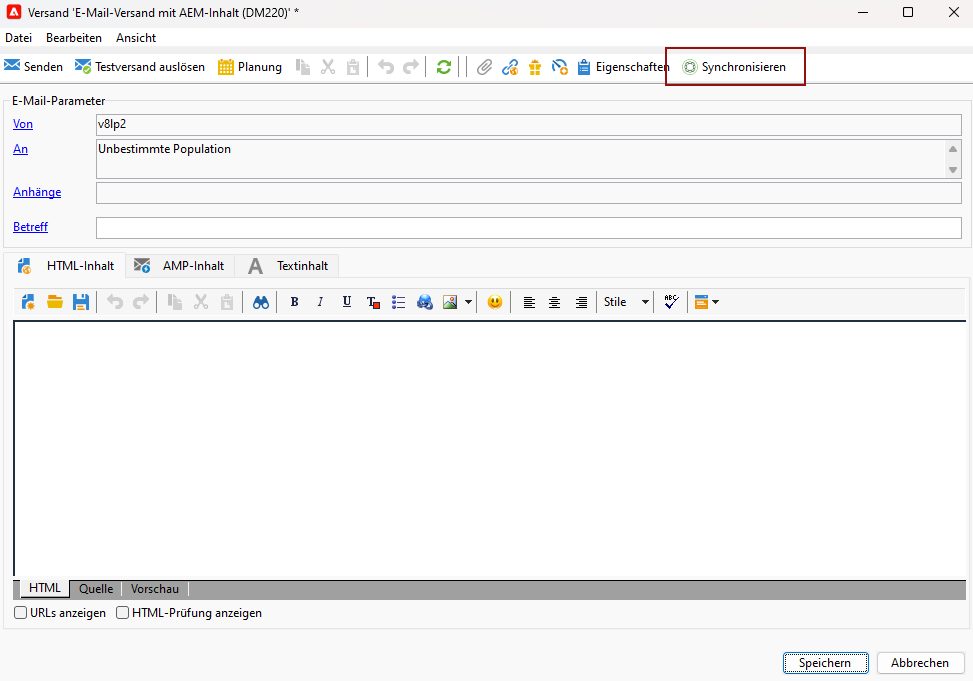 Versand 'E-Mail-Versand mit AEM-Inhalt (DM220)' *
Datei Bearbeiten Ansicht
Senden Testversand auslösen Planung Eigenschaften Synchronisieren
E-Mail-Parameter
Von v8lp2
An Unbestimmte Population
Anhänge
Betreff
HTML-Inhalt AMP-Inhalt A Textinhalt
B I U T Stile ABC
HTML Quelle Vorschau
URLs anzeigen HTML-Prüfung anzeigen
Speichern Abbrechen